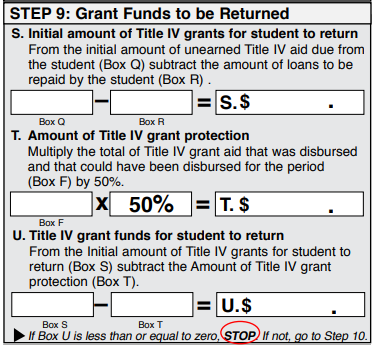 STEP 9: Grant Funds to be Returned
S. Initial amount of Title IV grants for student to return
From the initial amount of unearned Title IV aid due from
the student (Box Q) subtract the amount of loans to be
repaid by the student (Box R) .
– = S. $ .
Box Q Box R
T. Amount of Title IV grant protection
Multiply the total of Title IV grant aid that was disbursed
and that could have been disbursed for the period
(Box F) by 50%.
X 50% = T. $ .
Box F
U. Title IV grant funds for student to return
From the Initial amount of Title IV grants for student to
return (Box S) subtract the Amount of Title IV grant
protection (Box T).
– = U. $ .
Box S Box T
▶ If Box U is less than or equal to zero, STOP. If not, go to Step 10.